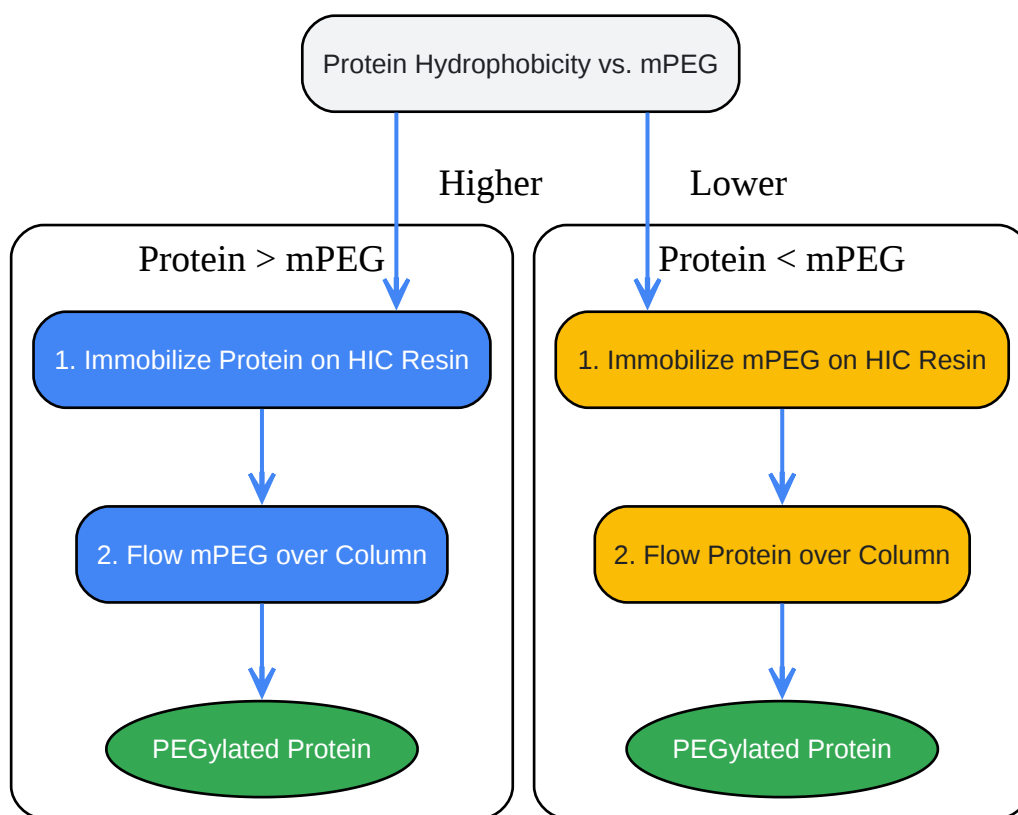 Protein Hydrophobicity vs. mPEG
Higher
Lower
Protein > mPEG
1. Immobilize Protein on HIC Resin
2. Flow mPEG over Column
PEGylated Protein
Protein < mPEG
1. Immobilize mPEG on HIC Resin
2. Flow Protein over Column
PEGylated Protein